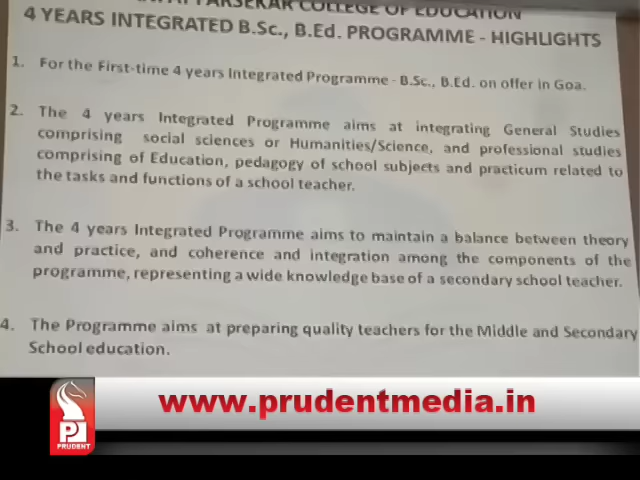 PARSEKAR COLLEGE OF EDUCATION
4 YEARS INTEGRATED B.Sc., B.Ed. PROGRAMME - HIGHLIGHTS
1. For the First-time 4 years Integrated Programme - B.Sc., B.Ed. on offer in Goa.
2. The 4 years Integrated Programme aims at integrating General Studies
comprising social sciences or Humanities/Science, and professional studies
comprising of Education, pedagogy of school subjects and practicum related to
the tasks and functions of a school teacher.
3. The 4 years Integrated Programme aims to maintain a balance between theory
and practice, and coherence and integration among the components of the
programme, representing a wide knowledge base of a secondary school teacher.
4. The Programme aims at preparing quality teachers for the Middle and Secondary
School education.
www.prudentmedia.in
PRUDENT